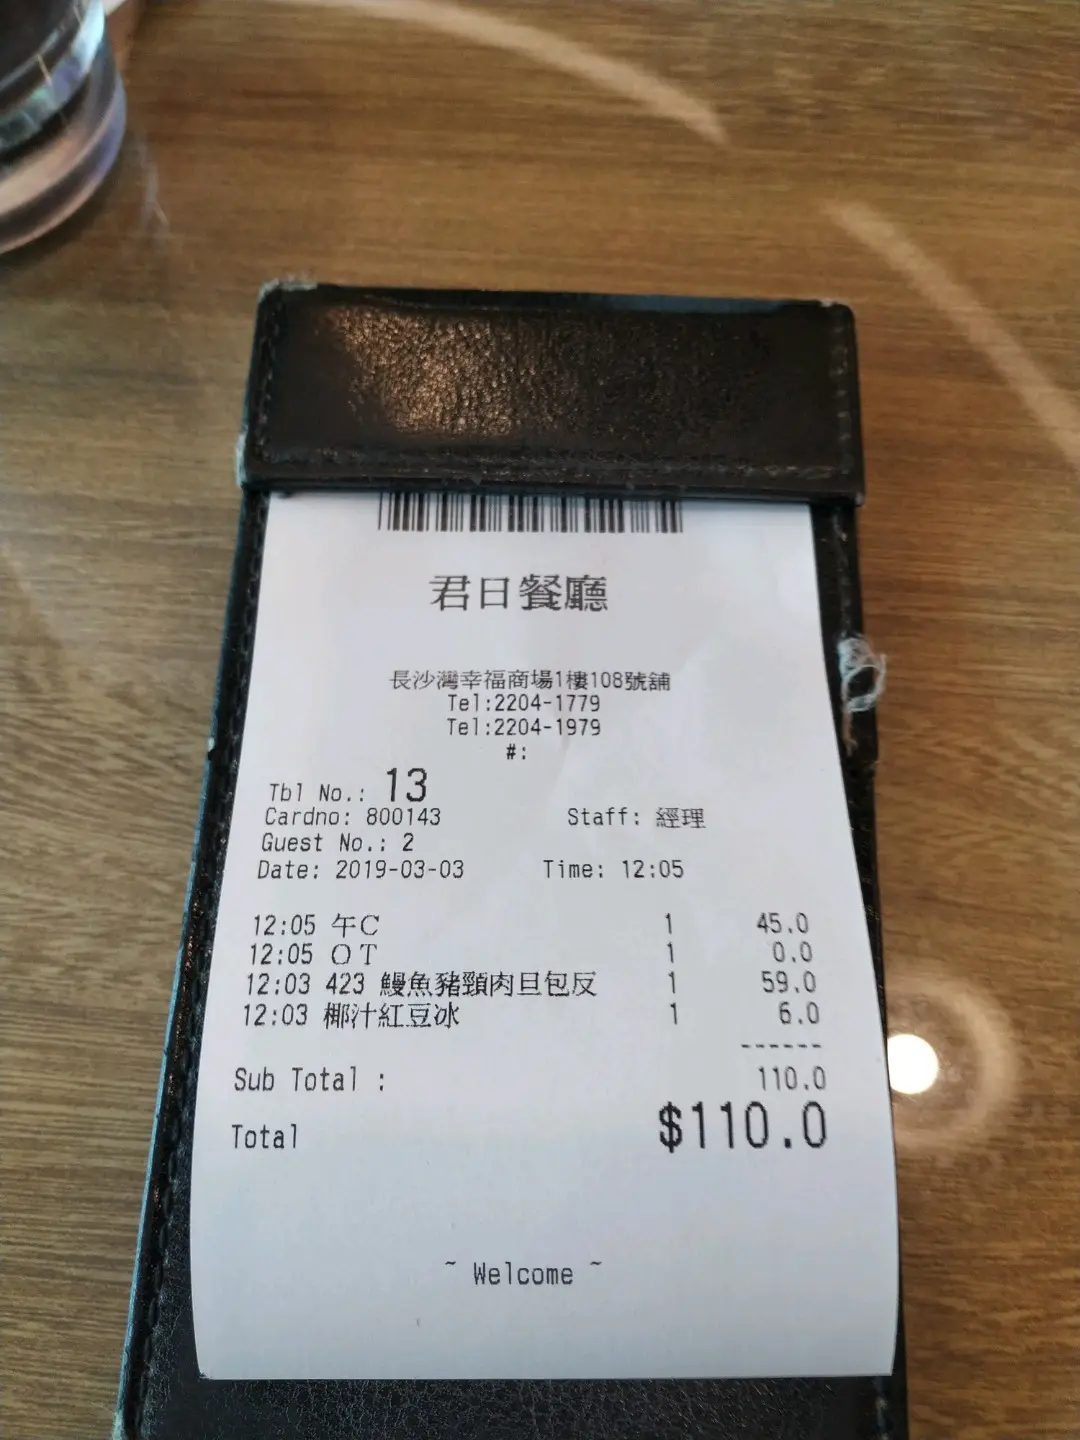 君日餐廳
長沙灣幸福商場1樓108號舖
Tel:2204-1779
Tel:2204-1979
#:
Tbl No.: 13
Cardno: 800143 Staff: 經理
Guest No.: 2
Date: 2019-03-03 Time: 12:05
12:05 午C 1 45.0
12:05 OT 1 0.0
12:03 423 鰻魚豬頸肉旦包反 1 59.0
12:03 椰汁紅豆冰 1 6.0
------
Sub Total : 110.0
Total $110.0
~ Welcome ~